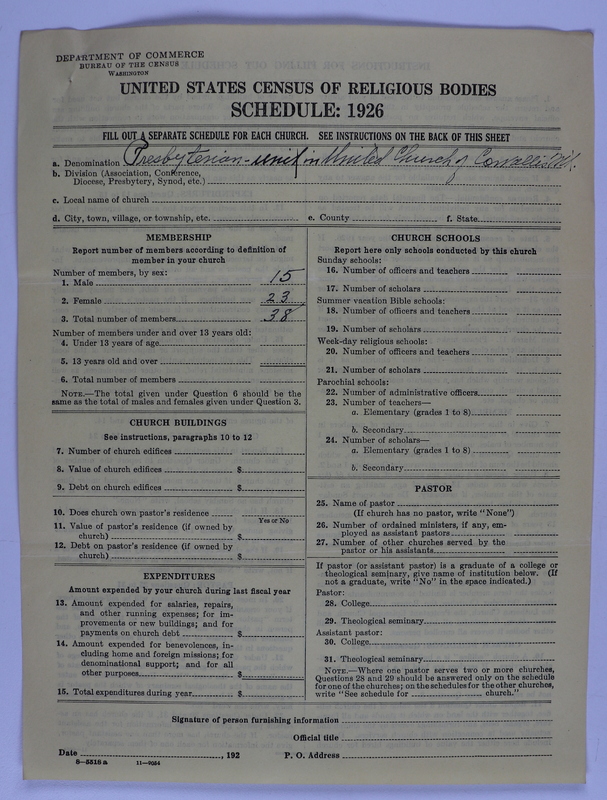 DEPARTMENT OF COMMERCE
BUREAU OF THE CENSUS
WASHINGTON
UNITED STATES CENSUS OF RELIGIOUS BODIES
SCHEDULE: 1926
FILL OUT A SEPARATE SCHEDULE FOR EACH CHURCH. SEE INSTRUCTIONS ON THE BACK OF THIS SHEET
a. Denomination Presbyterian - unit in United Church of Corvallis M.
b. Division (Association, Conference,
Diocese, Presbytery, Synod, etc.)
c. Local name of church
d. City, town, village, or township, etc. e. County f. State
MEMBERSHIP
Report number of members according to definition of
member in your church
Number of members, by sex:
1. Male 15
2. Female 23
3. Total number of members 38
Number of members under and over 13 years old:
4. Under 13 years of age
5. 13 years old and over
6. Total number of members
NOTE.—The total given under Question 6 should be the
same as the total of males and females given under Question 3.
CHURCH BUILDINGS
See instructions, paragraphs 10 to 12
7. Number of church edifices
8. Value of church edifices $
9. Debt on church edifices $
10. Does church own pastor's residence
Yes or No
11. Value of pastor's residence (if owned by
church) $
12. Debt on pastor's residence (if owned by
church) $
EXPENDITURES
Amount expended by your church during last fiscal year
13. Amount expended for salaries, repairs,
and other running expenses; for im-
provements or new buildings; and for
payments on church debt $
14. Amount expended for benevolences, in-
cluding home and foreign missions; for
denominational support; and for all
other purposes $
15. Total expenditures during year $
CHURCH SCHOOLS
Report here only schools conducted by this church
Sunday schools:
16. Number of officers and teachers
17. Number of scholars
Summer vacation Bible schools:
18. Number of officers and teachers
19. Number of scholars
Week-day religious schools:
20. Number of officers and teachers
21. Number of scholars
Parochial schools:
22. Number of administrative officers
23. Number of teachers—
a. Elementary (grades 1 to 8)
b. Secondary
24. Number of scholars—
a. Elementary (grades 1 to 8)
b. Secondary
PASTOR
25. Name of pastor
(If church has no pastor, write "None")
26. Number of ordained ministers, if any, em-
ployed as assistant pastors
27. Number of other churches served by the
pastor or his assistants
If pastor (or assistant pastor) is a graduate of a college or
theological seminary, give name of institution below. (If
not a graduate, write "No" in the space indicated.)
Pastor:
28. College
29. Theological seminary
Assistant pastor:
30. College
31. Theological seminary
NOTE.—Where one pastor serves two or more churches,
Questions 28 and 29 should be answered only on the schedule
for one of the churches; on the schedules for the other churches,
write "See schedule for church."
Signature of person furnishing information
Official title
Date , 192 P. O. Address
8—5518 a 11—9054